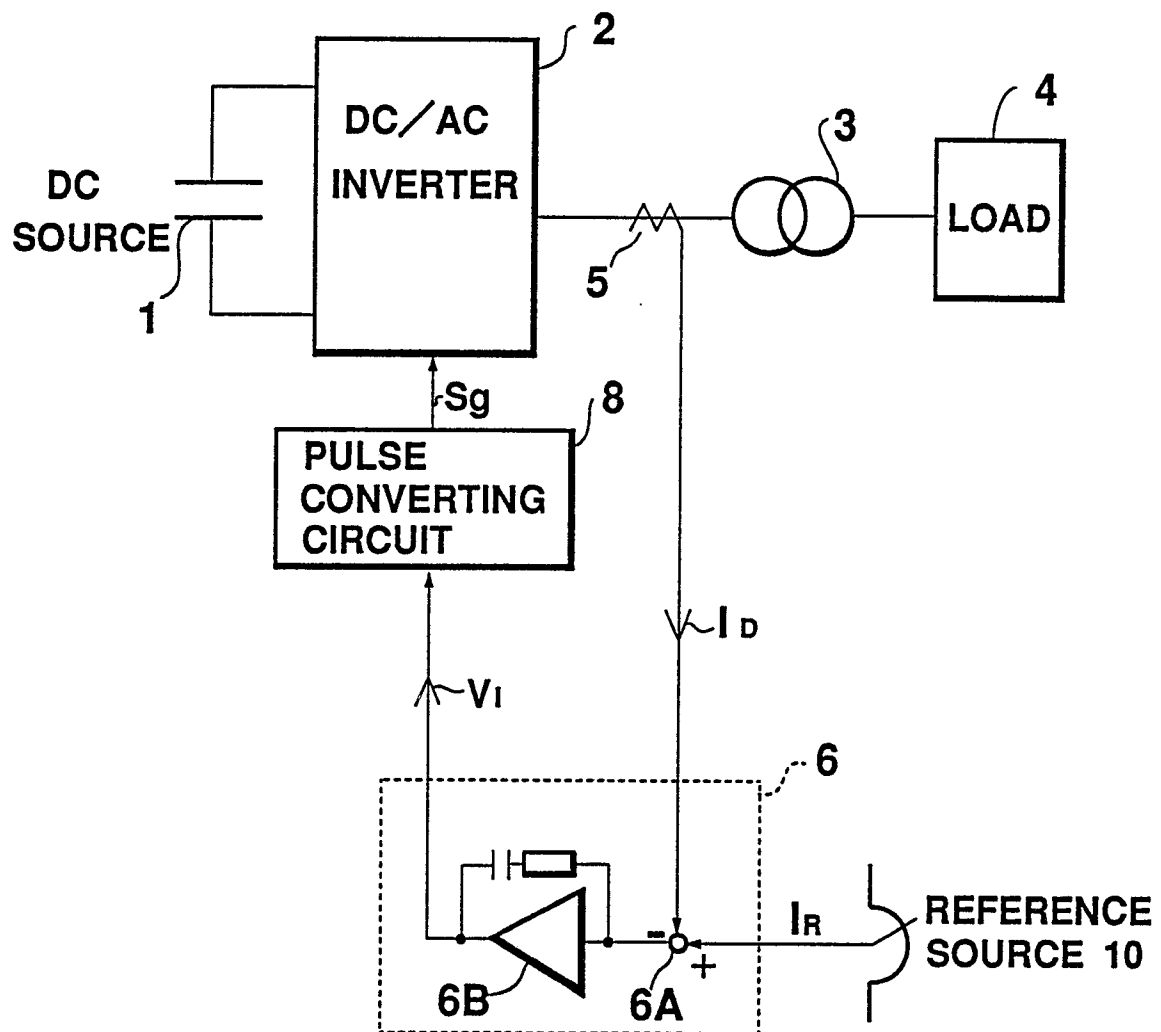 2
DC/AC
INVERTER
DC
SOURCE
1
3
4
LOAD
5
Sg
8
PULSE
CONVERTING
CIRCUIT
ID
VI
6
IR
REFERENCE
SOURCE 10
-
+
6A
6B